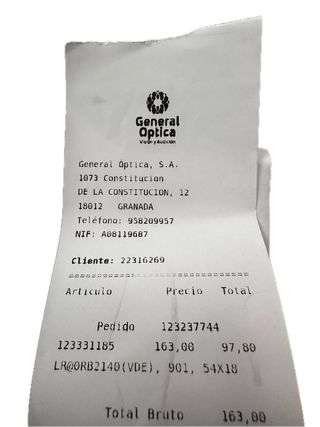 General
Optica
Visión y Audición
General Optica, S.A.
1073 Constitucion
DE LA CONSTITUCION, 12
18012 GRANADA
Teléfono: 958209957
NIF: A08119687
Cliente: 22316269
==============================
Articulo Precio Total
Pedido 123237744
123331185 163,00 97,80
LR@0RB2140(VDE), 901, 54X18
Total Bruto 163,00